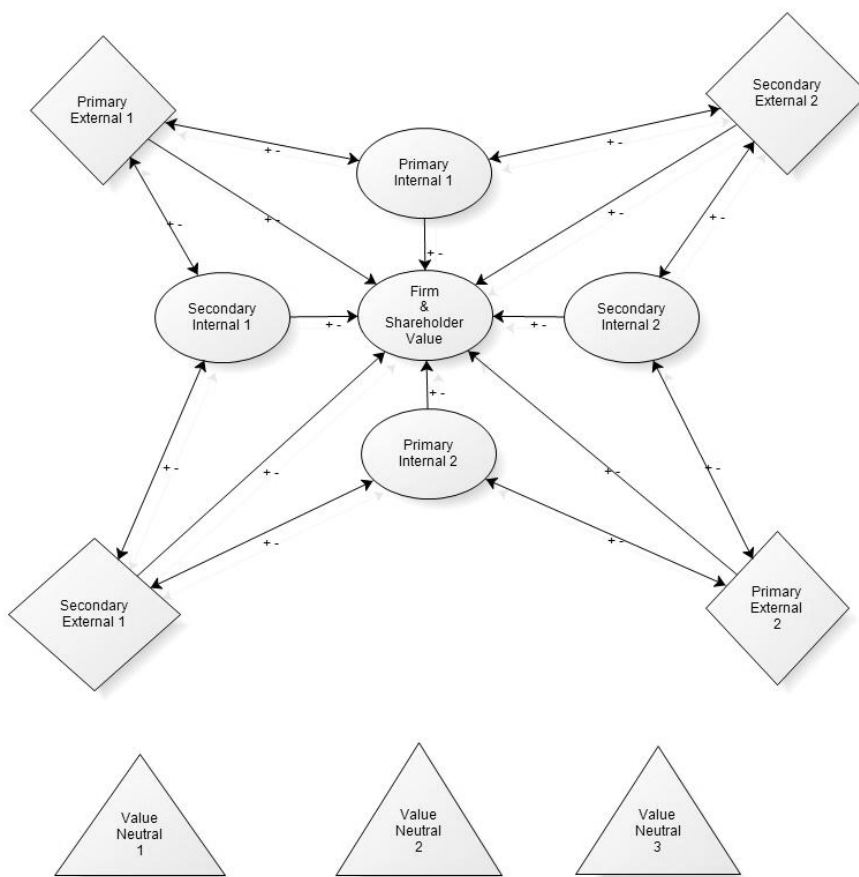 Secondary
External 2
Primary
External 1
+ -
+ -
Primary
Internal 1
+ -
+ -
+ -
+ -
+ -
Secondary
Internal 1
+ -
Firm
&
Shareholder
Value
+ -
Secondary
Internal 2
+ -
Primary
Internal 2
+ -
+ -
+ -
+ -
+ -
+ -
Secondary
External 1
Primary
External
2
Value
Neutral
1
Value
Neutral
2
Value
Neutral
3